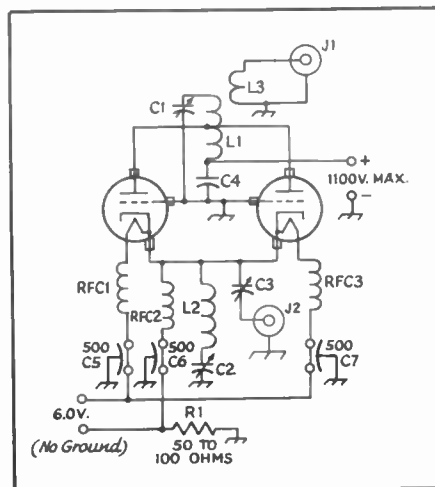 J1
C1
L3
L1
+
C4
1100V. MAX.
-
RFC1
RFC2
L2
C3
RFC3
J2
500
C5
500
C6
C2
500
C7
6.0V.
R1
(No Ground)
50 TO
100 OHMS